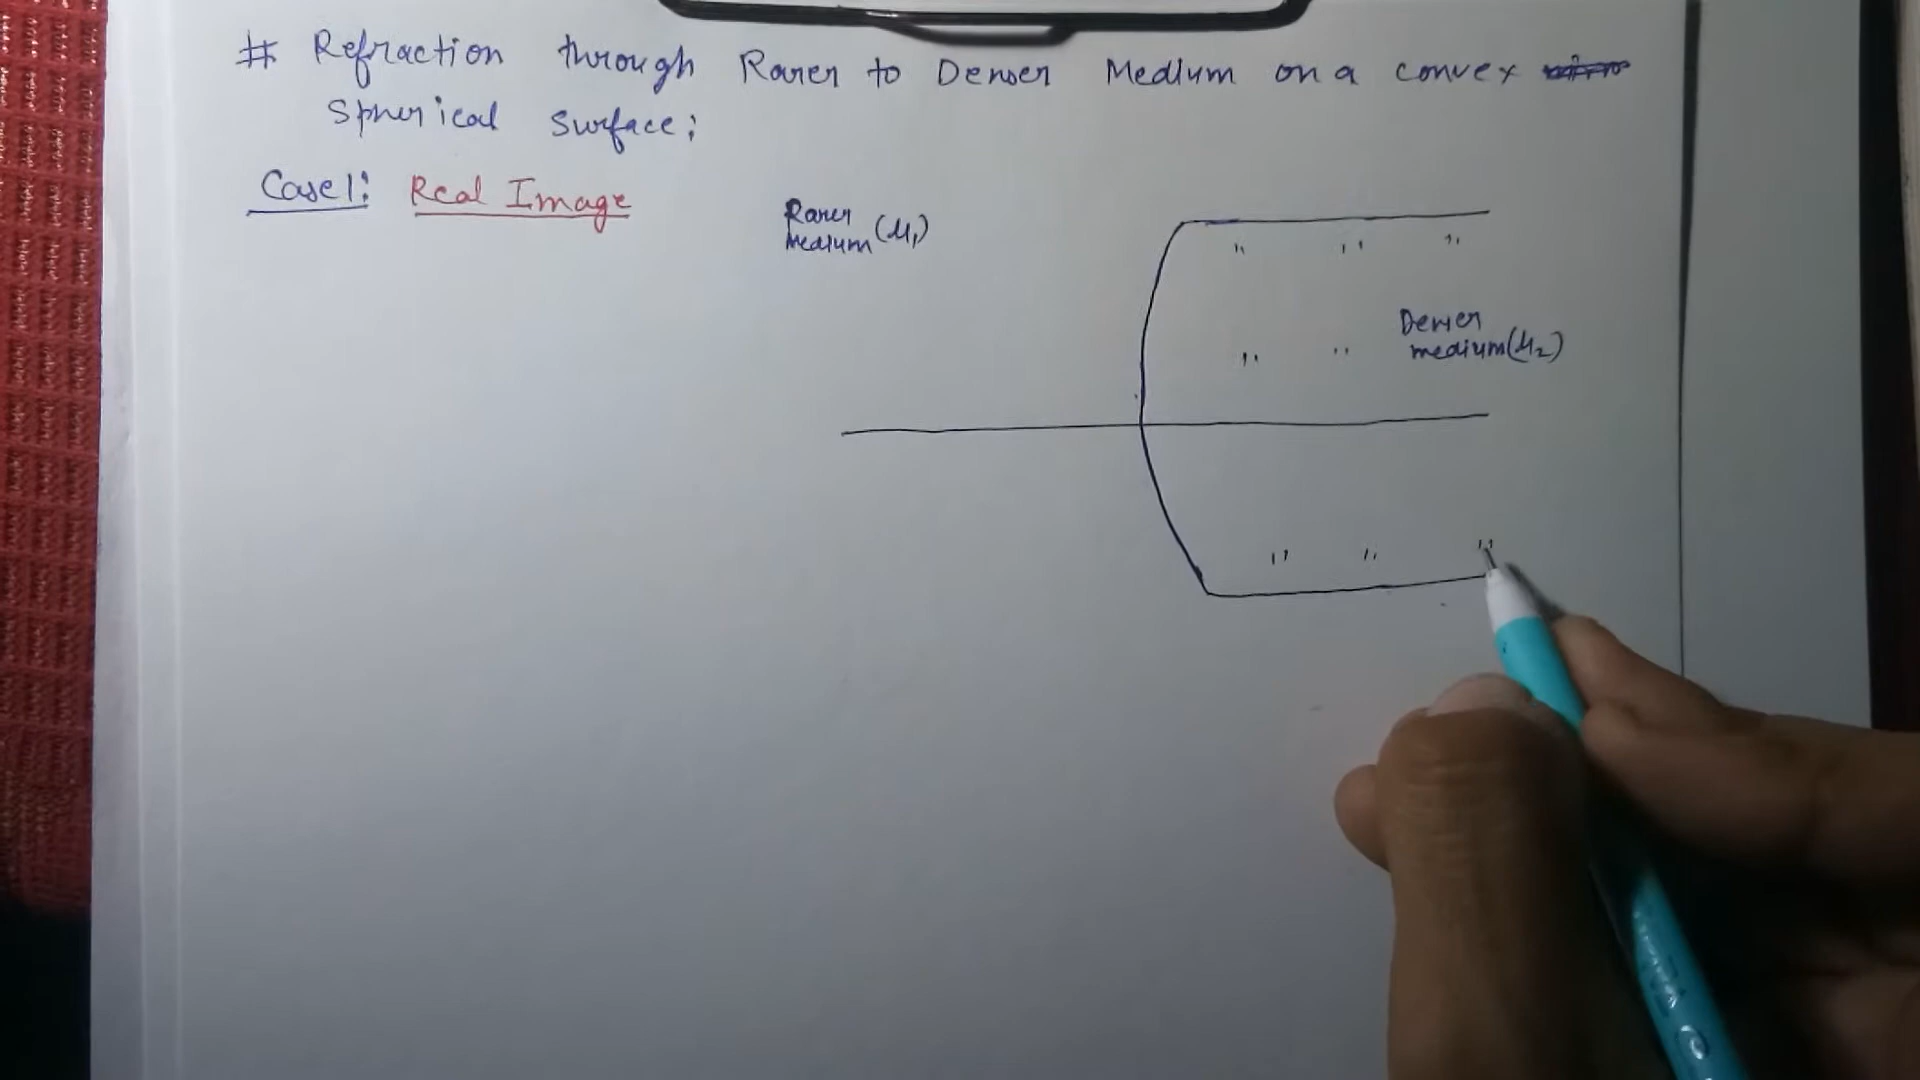 # Refraction through Rarer to Denser Medium on a convex
Spherical Surface;
Case 1: Real Image
Rarer
medium (μ₁)
Denser
medium (μ₂)